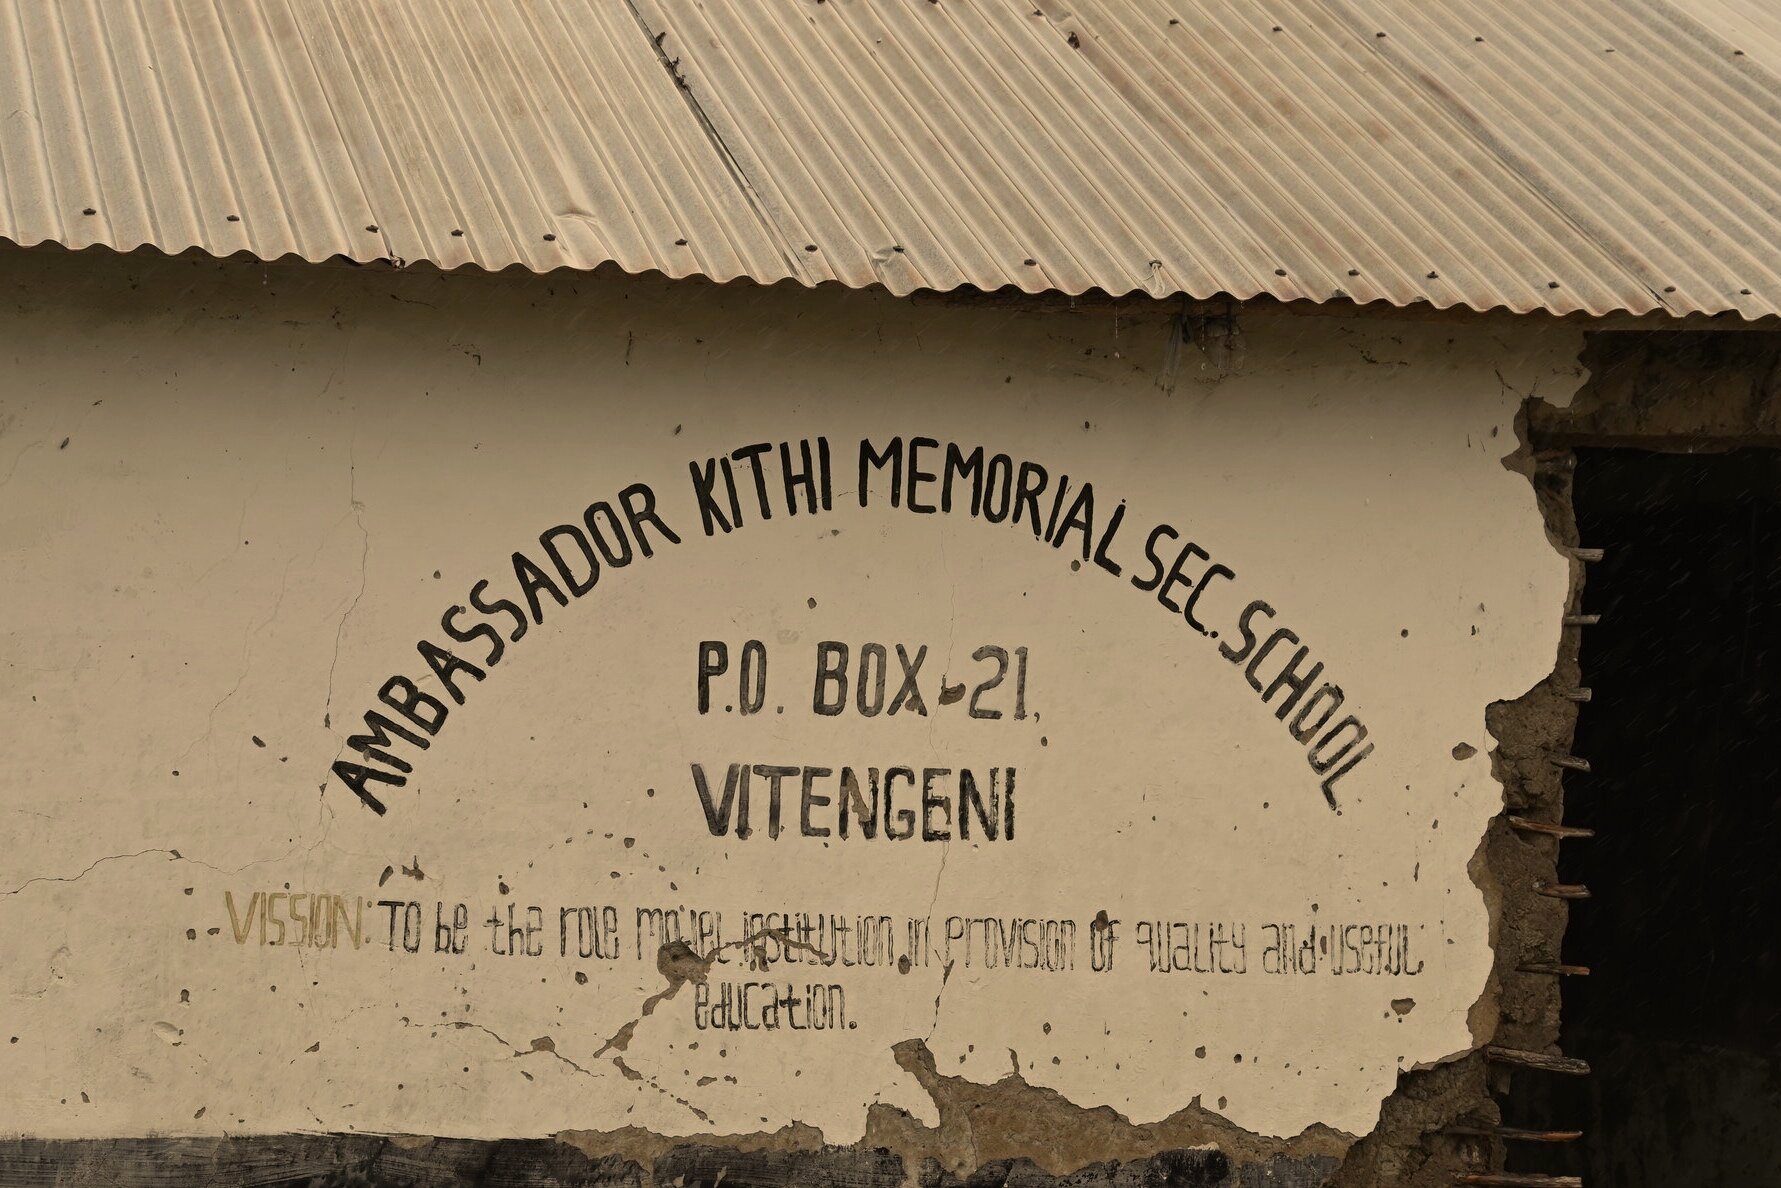 AMBASSADOR KITHI MEMORIAL SEC. SCHOOL
P.O. BOX - 21,
VITENGENI
VISSION: To be the role model institution in provision of quality and useful
education.